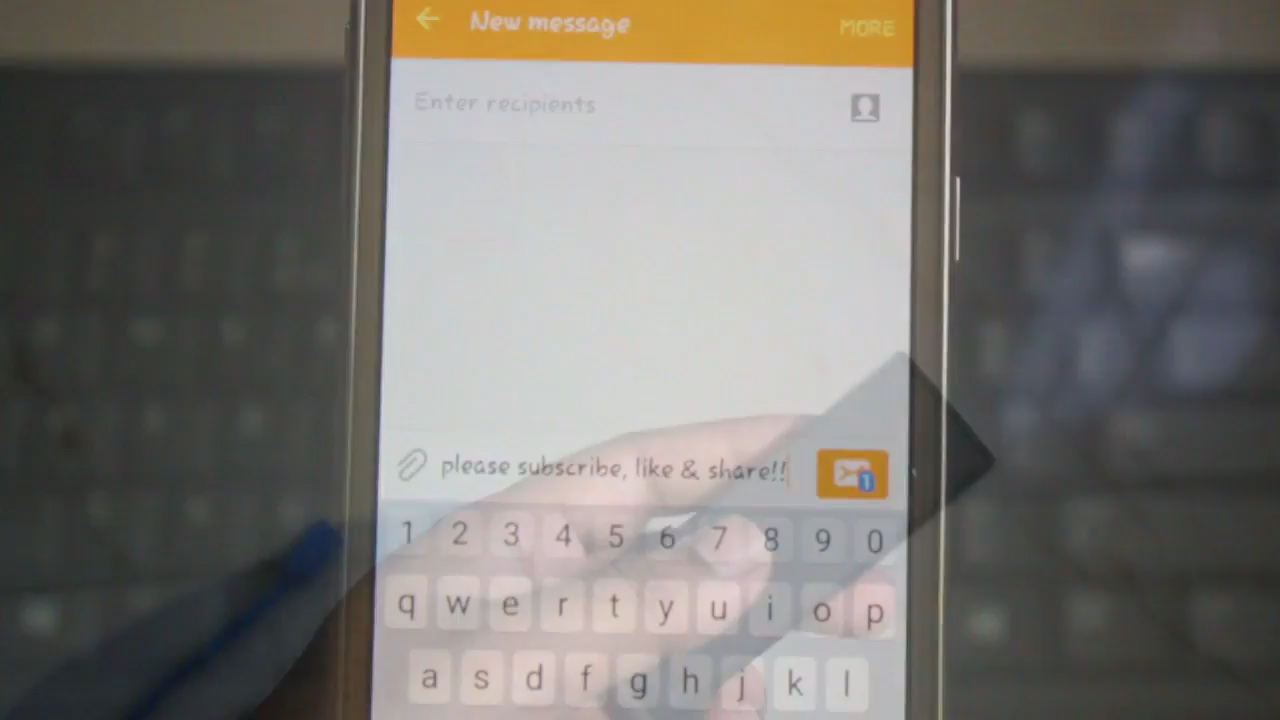 New message
MORE
Enter recipients
please subscribe, like & share!!
1
1 2 3 4 5 6 7 8 9 0
q w e r t y u i o p
a s d f g h j k l